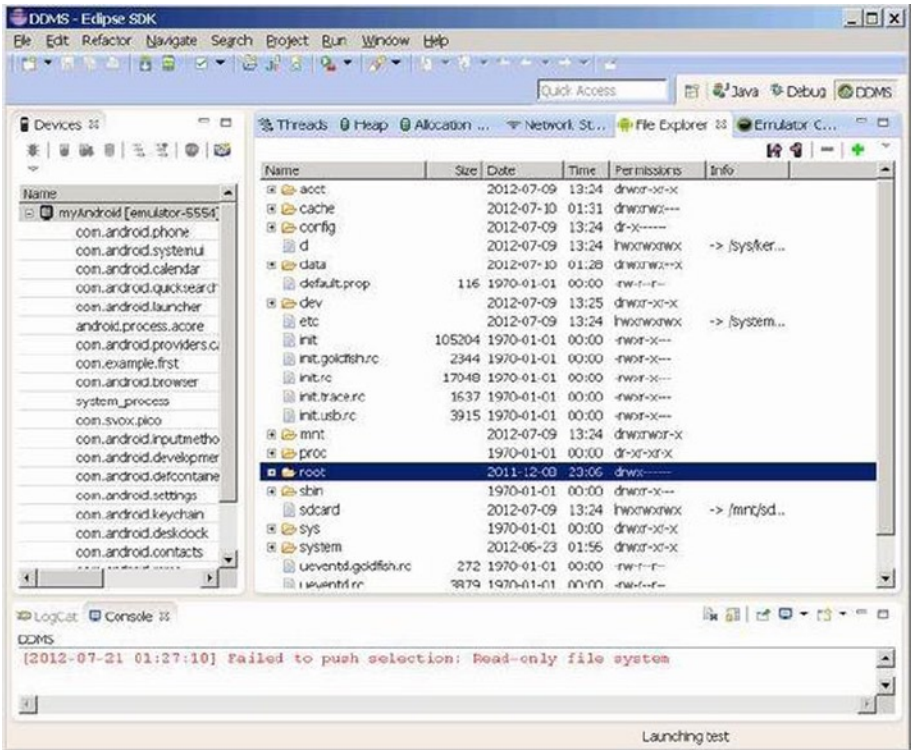 DDMS - Eclipse SDK
File Edit Refactor Navigate Search Project Run Window Help
Quick Access
Java Debug DDMS
Devices
Name
myAndroid [emulator-5554]
com.android.phone
com.android.systemui
com.android.calendar
com.android.quicksearch
com.android.launcher
android.process.acore
com.android.providers.ca
com.example.first
com.android.browser
system_process
com.svox.pico
com.android.inputmetho
com.android.developmer
com.android.defcontaine
com.android.settings
com.android.keychain
com.android.deskclock
com.android.contacts
Threads Heap Allocation ... Network St... File Explorer Emulator C...
Name Size Date Time Permissions Info
acct 2012-07-09 13:24 drwxr-xr-x
cache 2012-07-10 01:31 drwxrwx---
config 2012-07-09 13:24 dr-x------
d 2012-07-09 13:24 lrwxrwxrwx -> /sys/ker...
data 2012-07-10 01:28 drwxrwx--x
default.prop 116 1970-01-01 00:00 -rw-r--r--
dev 2012-07-09 13:25 drwxr-xr-x
etc 2012-07-09 13:24 lrwxrwxrwx -> /system...
init 105204 1970-01-01 00:00 -rwxr-x---
init.goldfish.rc 2344 1970-01-01 00:00 -rwxr-x---
init.rc 17048 1970-01-01 00:00 -rwxr-x---
init.trace.rc 1637 1970-01-01 00:00 -rwxr-x---
init.usb.rc 3915 1970-01-01 00:00 -rwxr-x---
mnt 2012-07-09 13:24 drwxrwxr-x
proc 1970-01-01 00:00 dr-xr-xr-x
root 2011-12-08 23:06 drwx------
sbin 1970-01-01 00:00 drwxr-x---
sdcard 2012-07-09 13:24 lrwxrwxrwx -> /mnt/sd...
sys 1970-01-01 00:00 drwxr-xr-x
system 2012-06-23 01:56 drwxr-xr-x
ueventd.goldfish.rc 272 1970-01-01 00:00 -rw-r--r--
ueventd.rc 3879 1970-01-01 00:00 -rw-r--r--
LogCat Console
DDMS
[2012-07-21 01:27:10] Failed to push selection: Read-only file system
Launching test